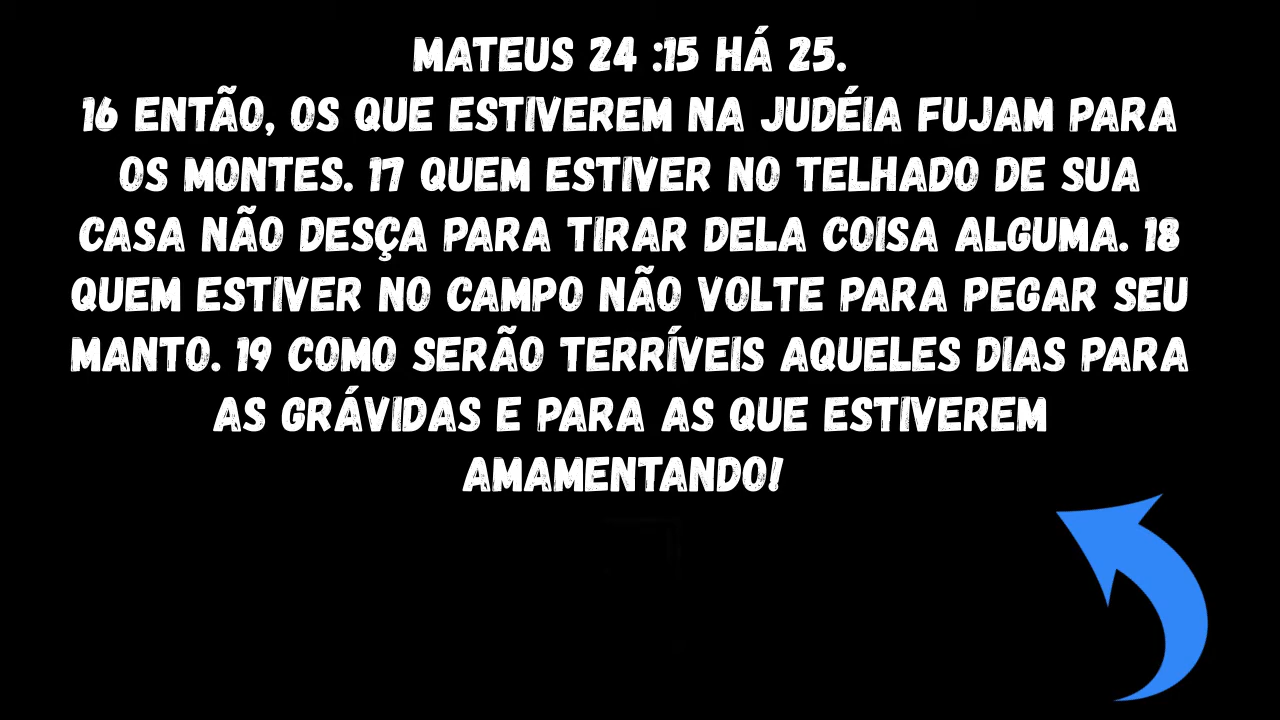 MATEUS 24 :15 HÁ 25.
16 ENTÃO, OS QUE ESTIVEREM NA JUDÉIA FUJAM PARA
OS MONTES. 17 QUEM ESTIVER NO TELHADO DE SUA
CASA NÃO DESÇA PARA TIRAR DELA COISA ALGUMA. 18
QUEM ESTIVER NO CAMPO NÃO VOLTE PARA PEGAR SEU
MANTO. 19 COMO SERÃO TERRÍVEIS AQUELES DIAS PARA
AS GRÁVIDAS E PARA AS QUE ESTIVEREM
AMAMENTANDO!